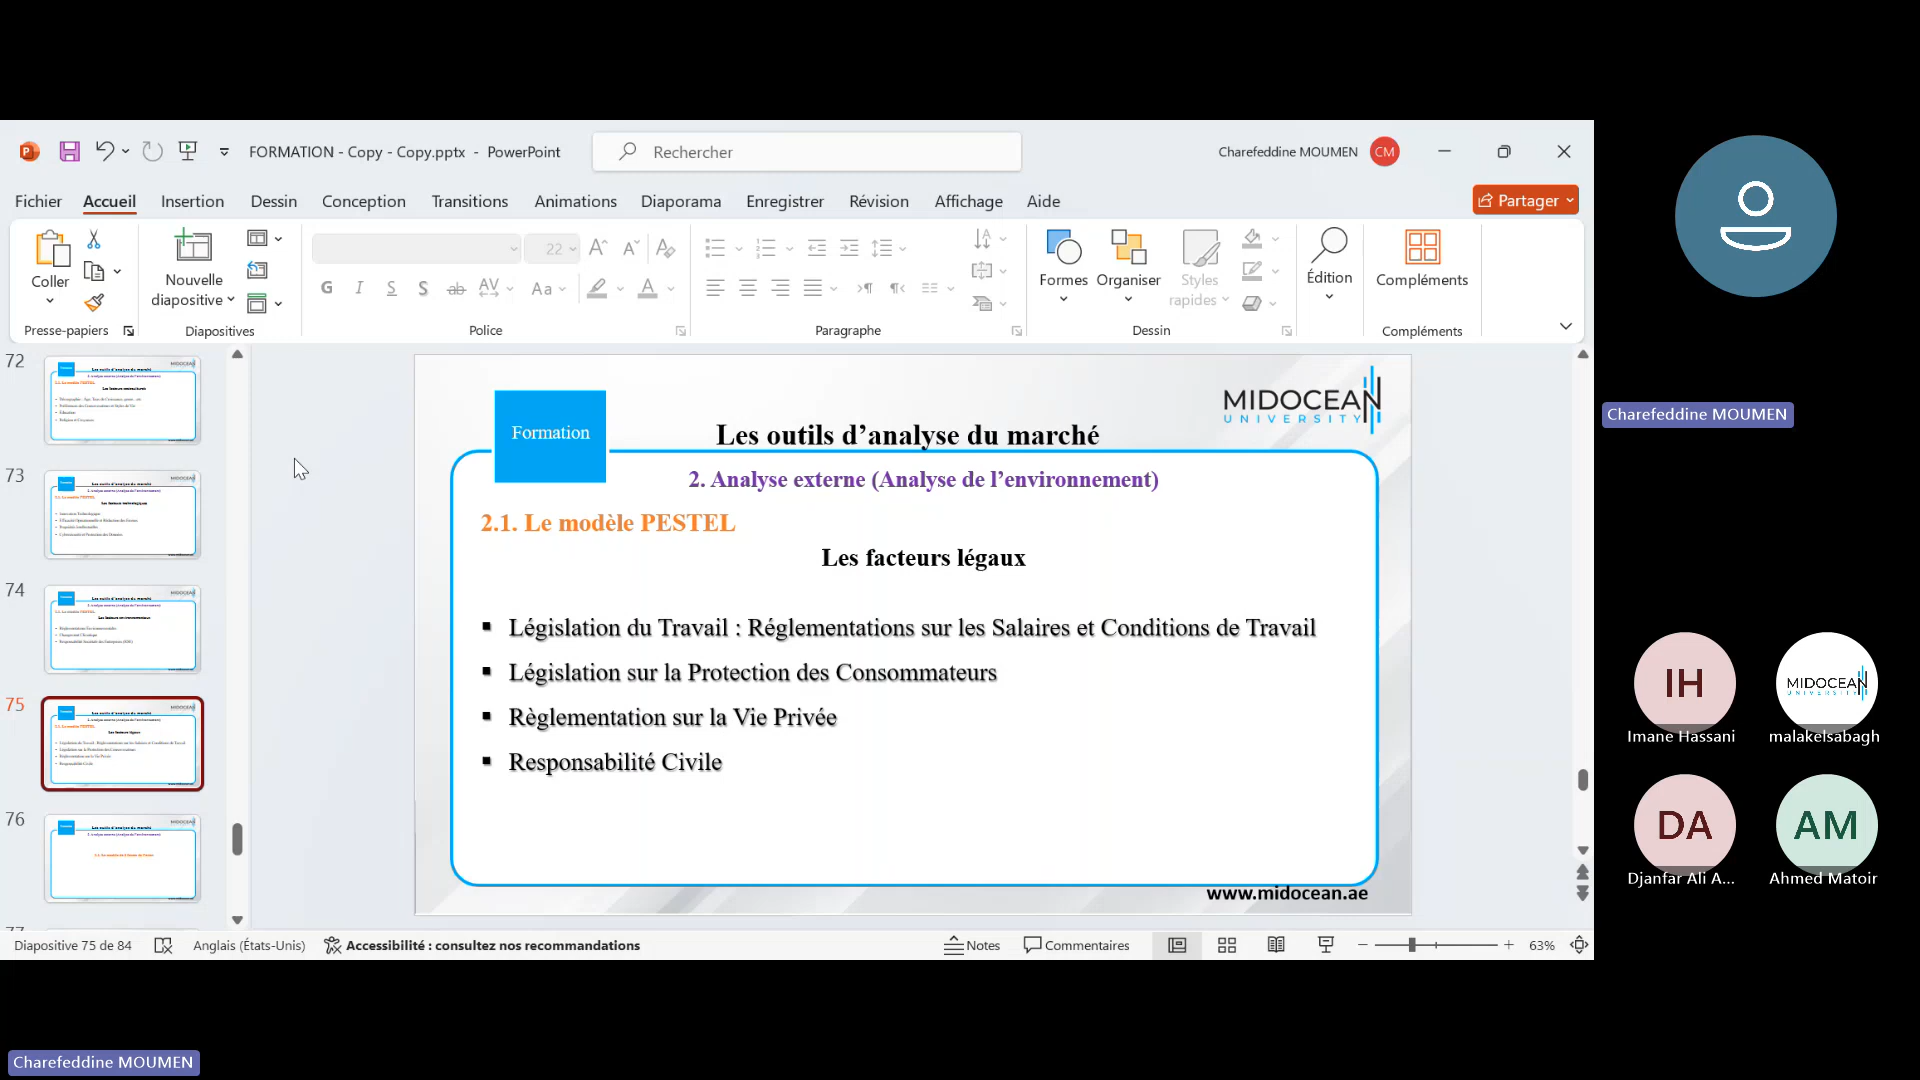 FORMATION - Copy - Copy.pptx - PowerPoint
Rechercher
Charefeddine MOUMEN
CM
Fichier
Accueil
Insertion
Dessin
Conception
Transitions
Animations
Diaporama
Enregistrer
Révision
Affichage
Aide
Partager
Coller
Nouvelle
diapositive
22
Formes
Organiser
Styles
rapides
Édition
Compléments
Presse-papiers
Diapositives
Police
Paragraphe
Dessin
Compléments
72
73
74
75
76
Formation
MIDOCEAN
UNIVERSITY
Les outils d’analyse du marché
2. Analyse externe (Analyse de l’environnement)
2.1. Le modèle PESTEL
Les facteurs légaux
▪ Législation du Travail : Réglementations sur les Salaires et Conditions de Travail
▪ Législation sur la Protection des Consommateurs
▪ Règlementation sur la Vie Privée
▪ Responsabilité Civile
www.midocean.ae
Diapositive 75 de 84
Anglais (États-Unis)
Accessibilité : consultez nos recommandations
Notes
Commentaires
63%
Charefeddine MOUMEN
IH
Imane Hassani
MIDOCEAN
UNIVERSITY
malakelsabagh
DA
Djanfar Ali A...
AM
Ahmed Matoir
Charefeddine MOUMEN